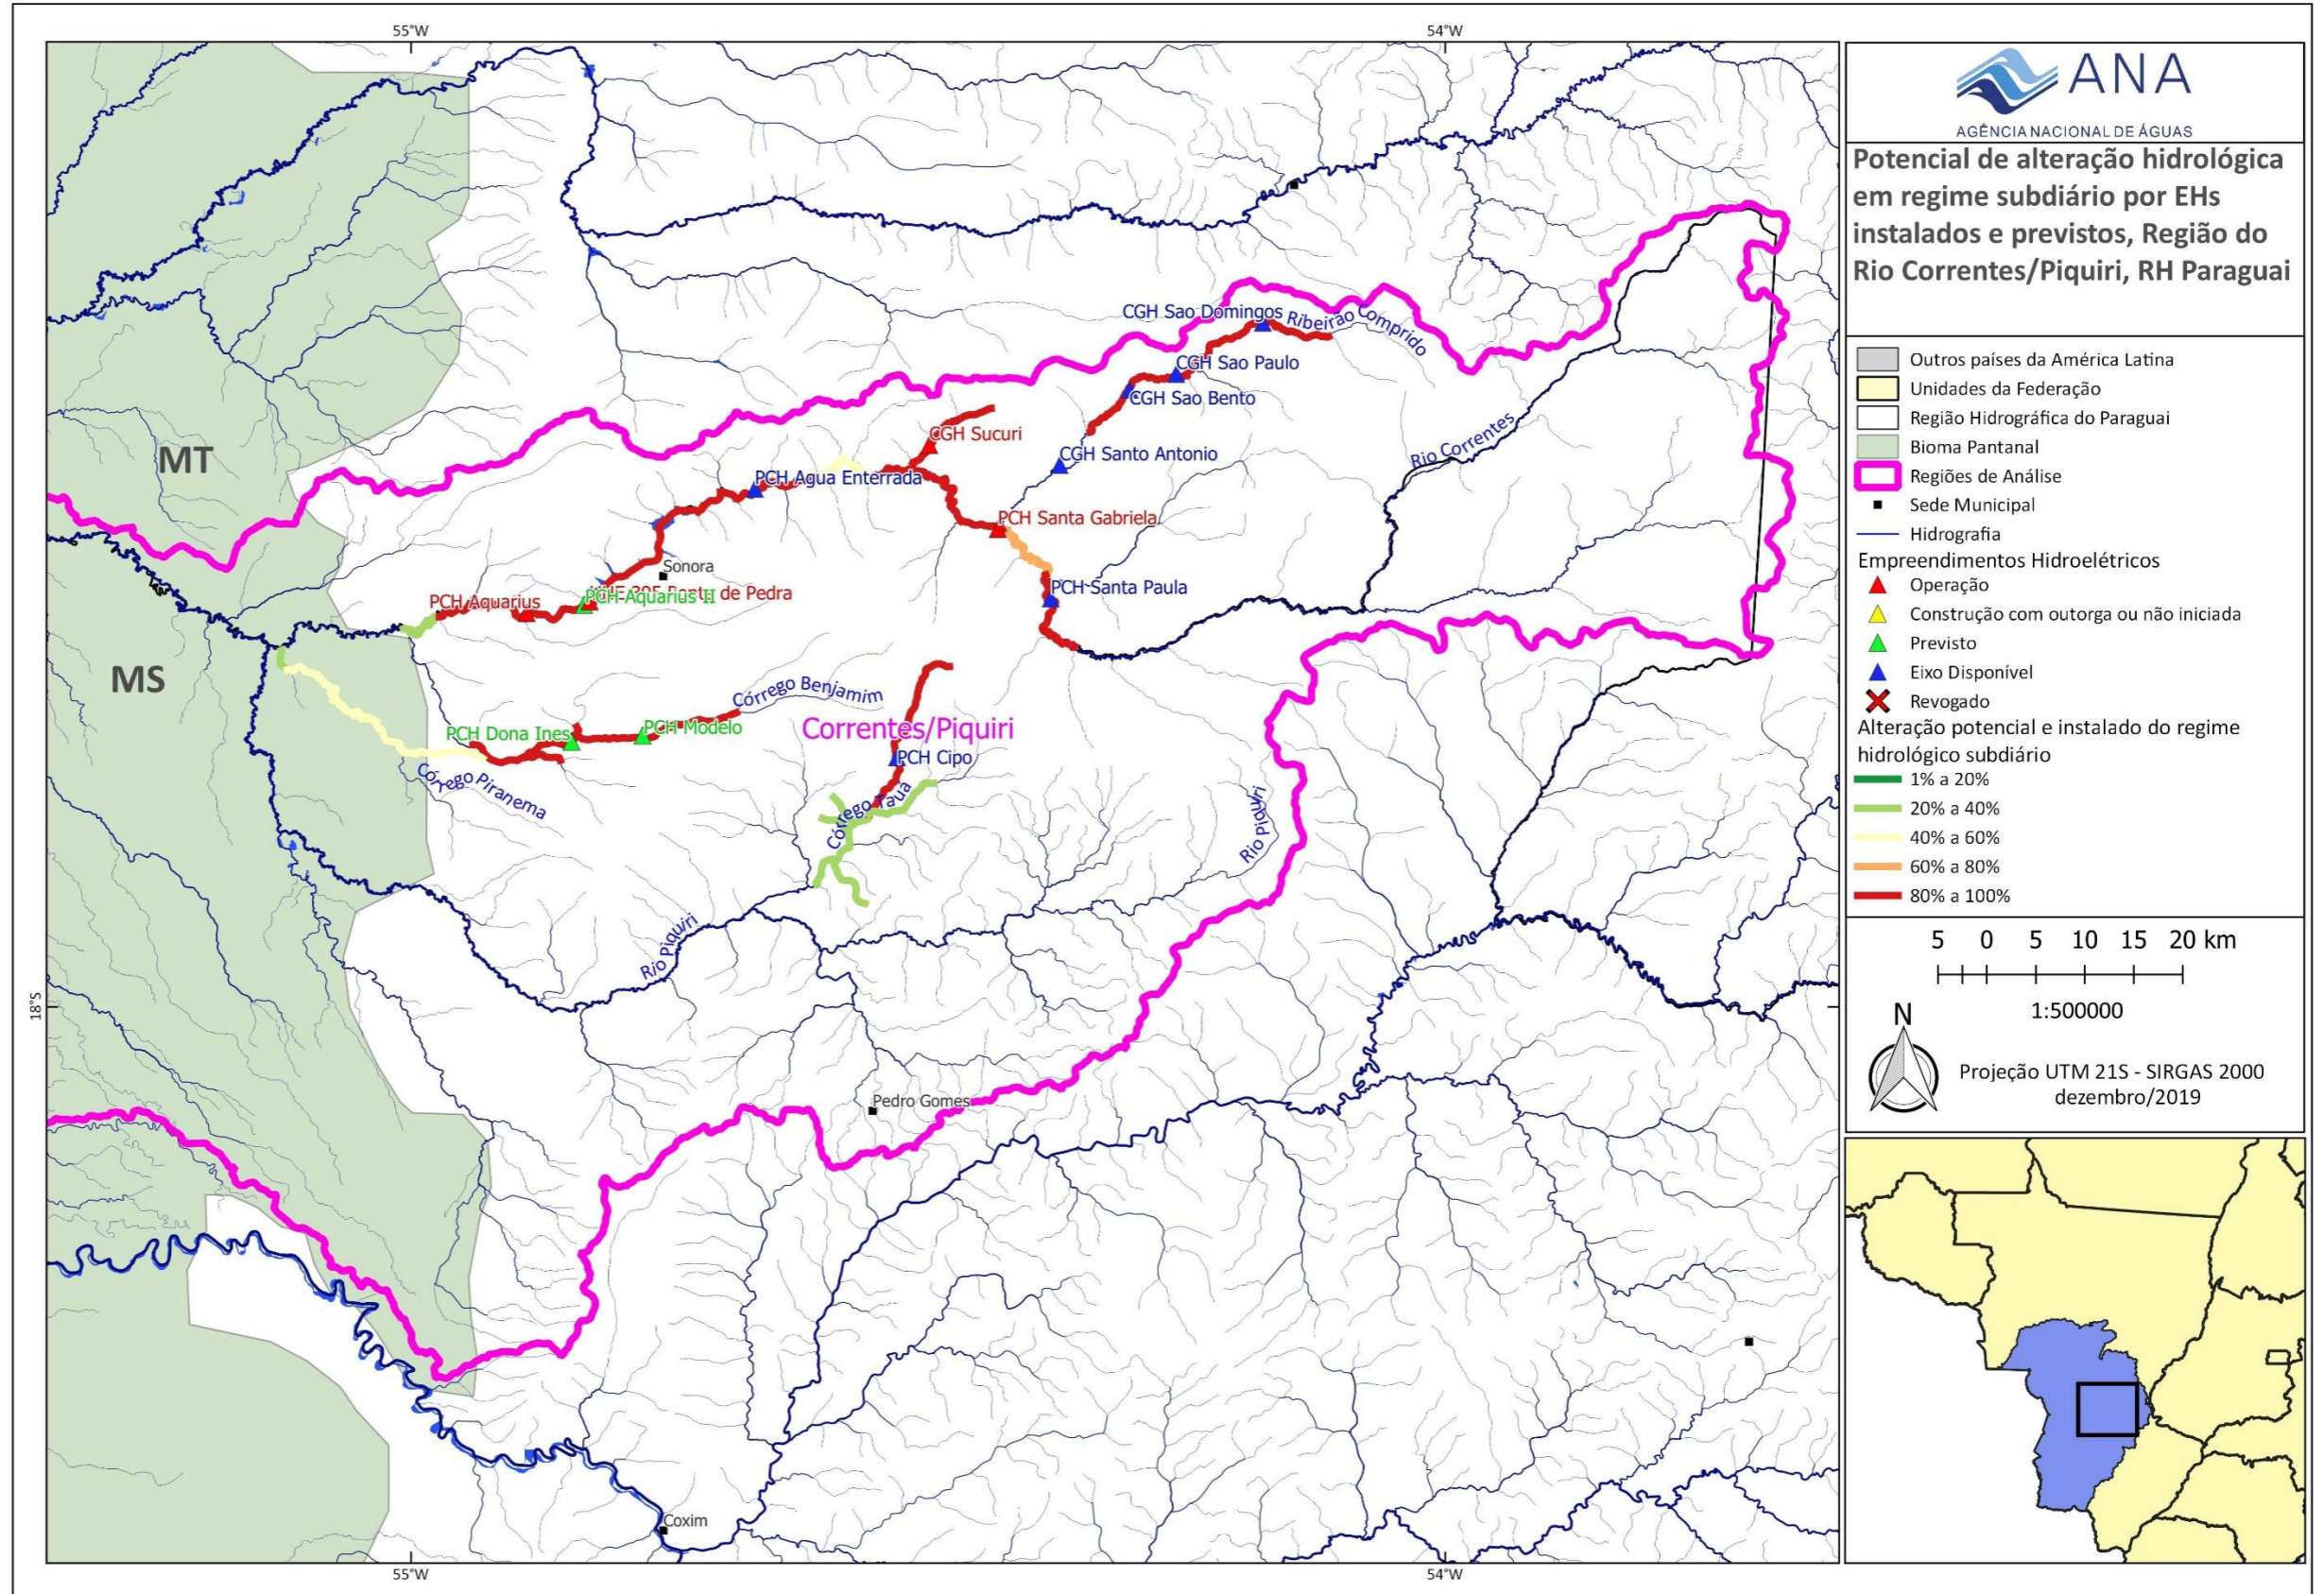 55°W
54°W
ANA
AGÊNCIA NACIONAL DE ÁGUAS
Potencial de alteração hidrológica
em regime subdiário por EHs
instalados e previstos, Região do
Rio Correntes/Piquiri, RH Paraguai
CGH Sao Domingos
Ribeirão Comprido
CGH Sao Paulo
CGH Sao Bento
CGH Sucuri
CGH Santo Antonio
Rio Correntes
MT
PCH Agua Enterrada
PCH Santa Gabriela
Sonora
PCH Santa Paula
PCH Aquarius
PCH Aquarius II
de Pedra
MS
Córrego Benjamim
Correntes/Piquiri
PCH Dona Ines
PCH Modelo
PCH Cipo
Córrego Piranema
Córrego Tauá
Rio Piquiri
Rio Piquiri
18°S
Pedro Gomes
Coxim
55°W
54°W
Outros países da América Latina
Unidades da Federação
Região Hidrográfica do Paraguai
Bioma Pantanal
Regiões de Análise
Sede Municipal
Hidrografia
Empreendimentos Hidroelétricos
Operação
Construção com outorga ou não iniciada
Previsto
Eixo Disponível
Revogado
Alteração potencial e instalado do regime
hidrológico subdiário
1% a 20%
20% a 40%
40% a 60%
60% a 80%
80% a 100%
5 0 5 10 15 20 km
1:500000
N
Projeção UTM 21S - SIRGAS 2000
dezembro/2019